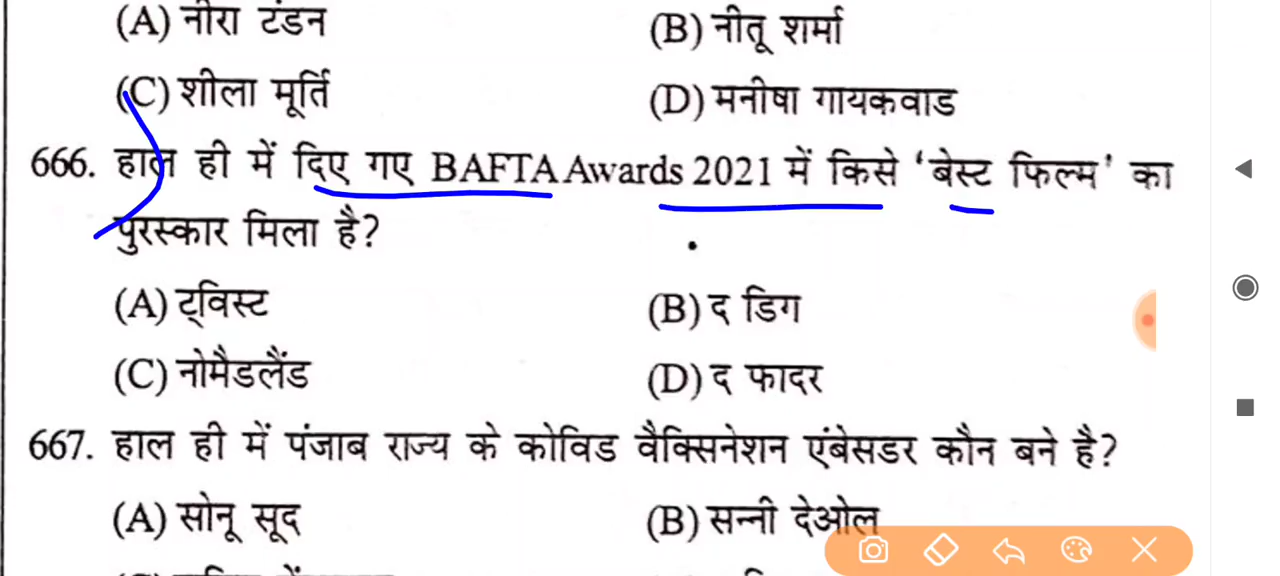 (A) नीरा टंडन (B) नीतू शर्मा
(C) शीला मूर्ति (D) मनीषा गायकवाड
666. हाल ही में दिए गए BAFTA Awards 2021 में किसे ‘बेस्ट फिल्म’ का
पुरस्कार मिला है?
(A) ट्विस्ट (B) द डिग
(C) नोमैडलैंड (D) द फादर
667. हाल ही में पंजाब राज्य के कोविड वैक्सिनेशन एंबेसडर कौन बने है?
(A) सोनू सूद (B) सन्नी देओल